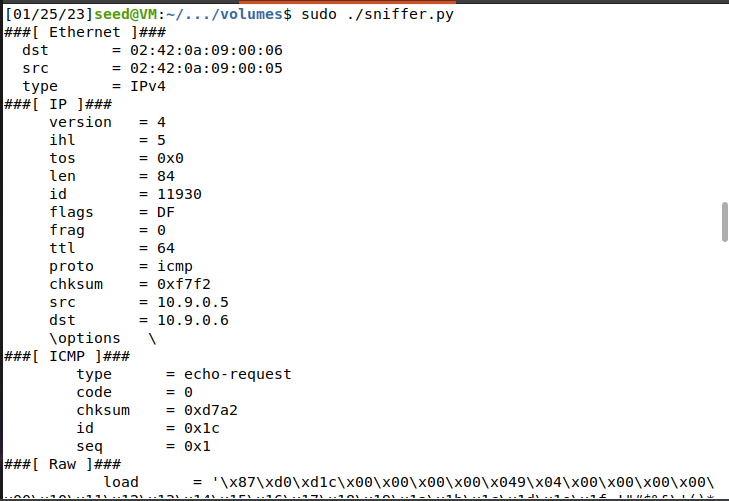 [01/25/23]seed@VM:~/.../volumes$ sudo ./sniffer.py
###[ Ethernet ]###
  dst       = 02:42:0a:09:00:06
  src       = 02:42:0a:09:00:05
  type      = IPv4
###[ IP ]###
     version   = 4
     ihl       = 5
     tos       = 0x0
     len       = 84
     id        = 11930
     flags     = DF
     frag      = 0
     ttl       = 64
     proto     = icmp
     chksum    = 0xf7f2
     src       = 10.9.0.5
     dst       = 10.9.0.6
     \options   \
###[ ICMP ]###
        type      = echo-request
        code      = 0
        chksum    = 0xd7a2
        id        = 0x1c
        seq       = 0x1
###[ Raw ]###
           load      = '\x87\xd0\xd1c\x00\x00\x00\x00\x049\x04\x00\x00\x00\x00\